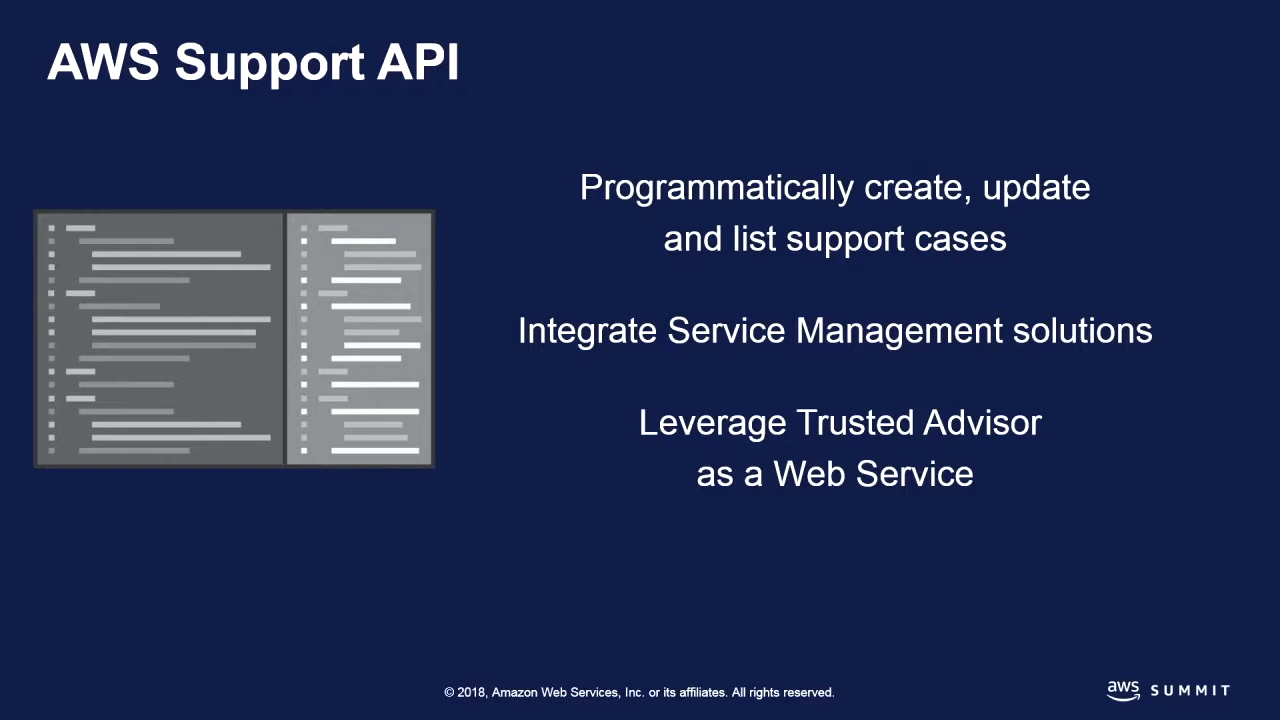 AWS Support API
Programmatically create, update
and list support cases
Integrate Service Management solutions
Leverage Trusted Advisor
as a Web Service
© 2018, Amazon Web Services, Inc. or its affiliates. All rights reserved.
aws SUMMIT